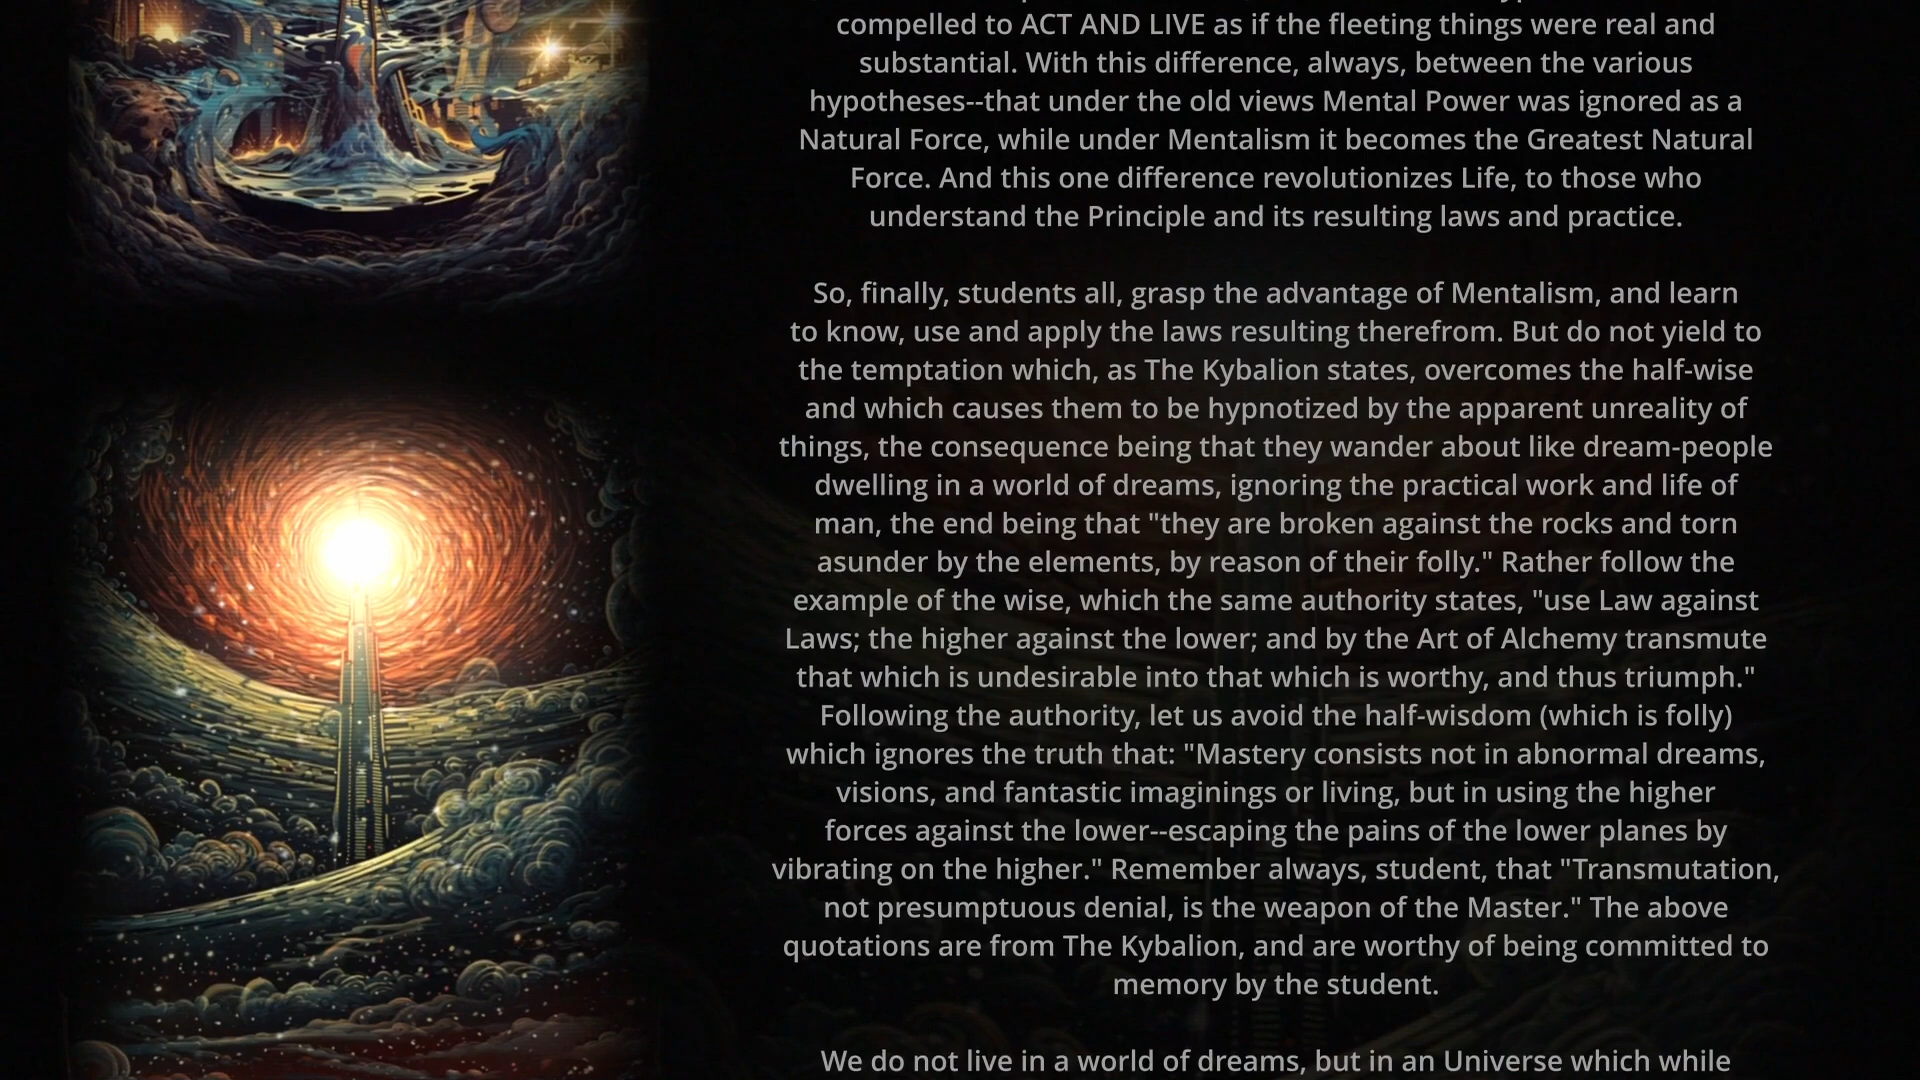 compelled to ACT AND LIVE as if the fleeting things were real and
substantial. With this difference, always, between the various
hypotheses--that under the old views Mental Power was ignored as a
Natural Force, while under Mentalism it becomes the Greatest Natural
Force. And this one difference revolutionizes Life, to those who
understand the Principle and its resulting laws and practice.
So, finally, students all, grasp the advantage of Mentalism, and learn
to know, use and apply the laws resulting therefrom. But do not yield to
the temptation which, as The Kybalion states, overcomes the half-wise
and which causes them to be hypnotized by the apparent unreality of
things, the consequence being that they wander about like dream-people
dwelling in a world of dreams, ignoring the practical work and life of
man, the end being that "they are broken against the rocks and torn
asunder by the elements, by reason of their folly." Rather follow the
example of the wise, which the same authority states, "use Law against
Laws; the higher against the lower; and by the Art of Alchemy transmute
that which is undesirable into that which is worthy, and thus triumph."
Following the authority, let us avoid the half-wisdom (which is folly)
which ignores the truth that: "Mastery consists not in abnormal dreams,
visions, and fantastic imaginings or living, but in using the higher
forces against the lower--escaping the pains of the lower planes by
vibrating on the higher." Remember always, student, that "Transmutation,
not presumptuous denial, is the weapon of the Master." The above
quotations are from The Kybalion, and are worthy of being committed to
memory by the student.
We do not live in a world of dreams, but in an Universe which while